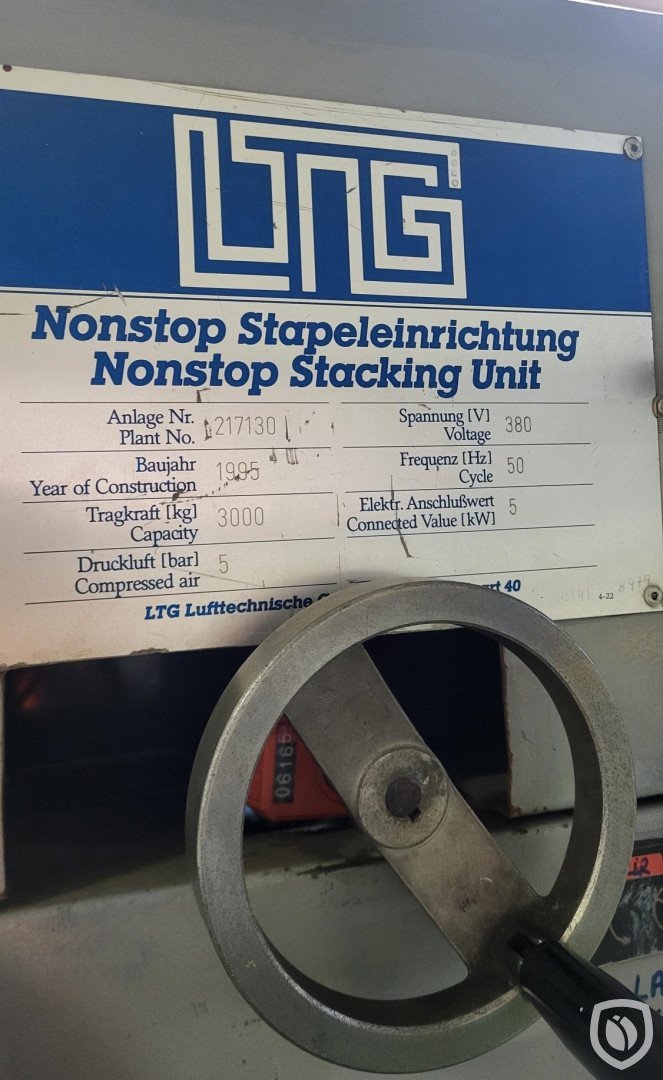 LTG
Nonstop Stapeleinrichtung
Nonstop Stacking Unit
Anlage Nr.
Plant No.
217130
Baujahr
Year of Construction
1995
Tragkraft [kg]
Capacity
3000
Druckluft [bar]
Compressed air
5
Spannung [V]
Voltage
380
Frequenz [Hz]
Cycle
50
Elektr. Anschlußwert
Connected Value [kW]
5
LTG Lufttechnische
40
4-22
06165
12
LA